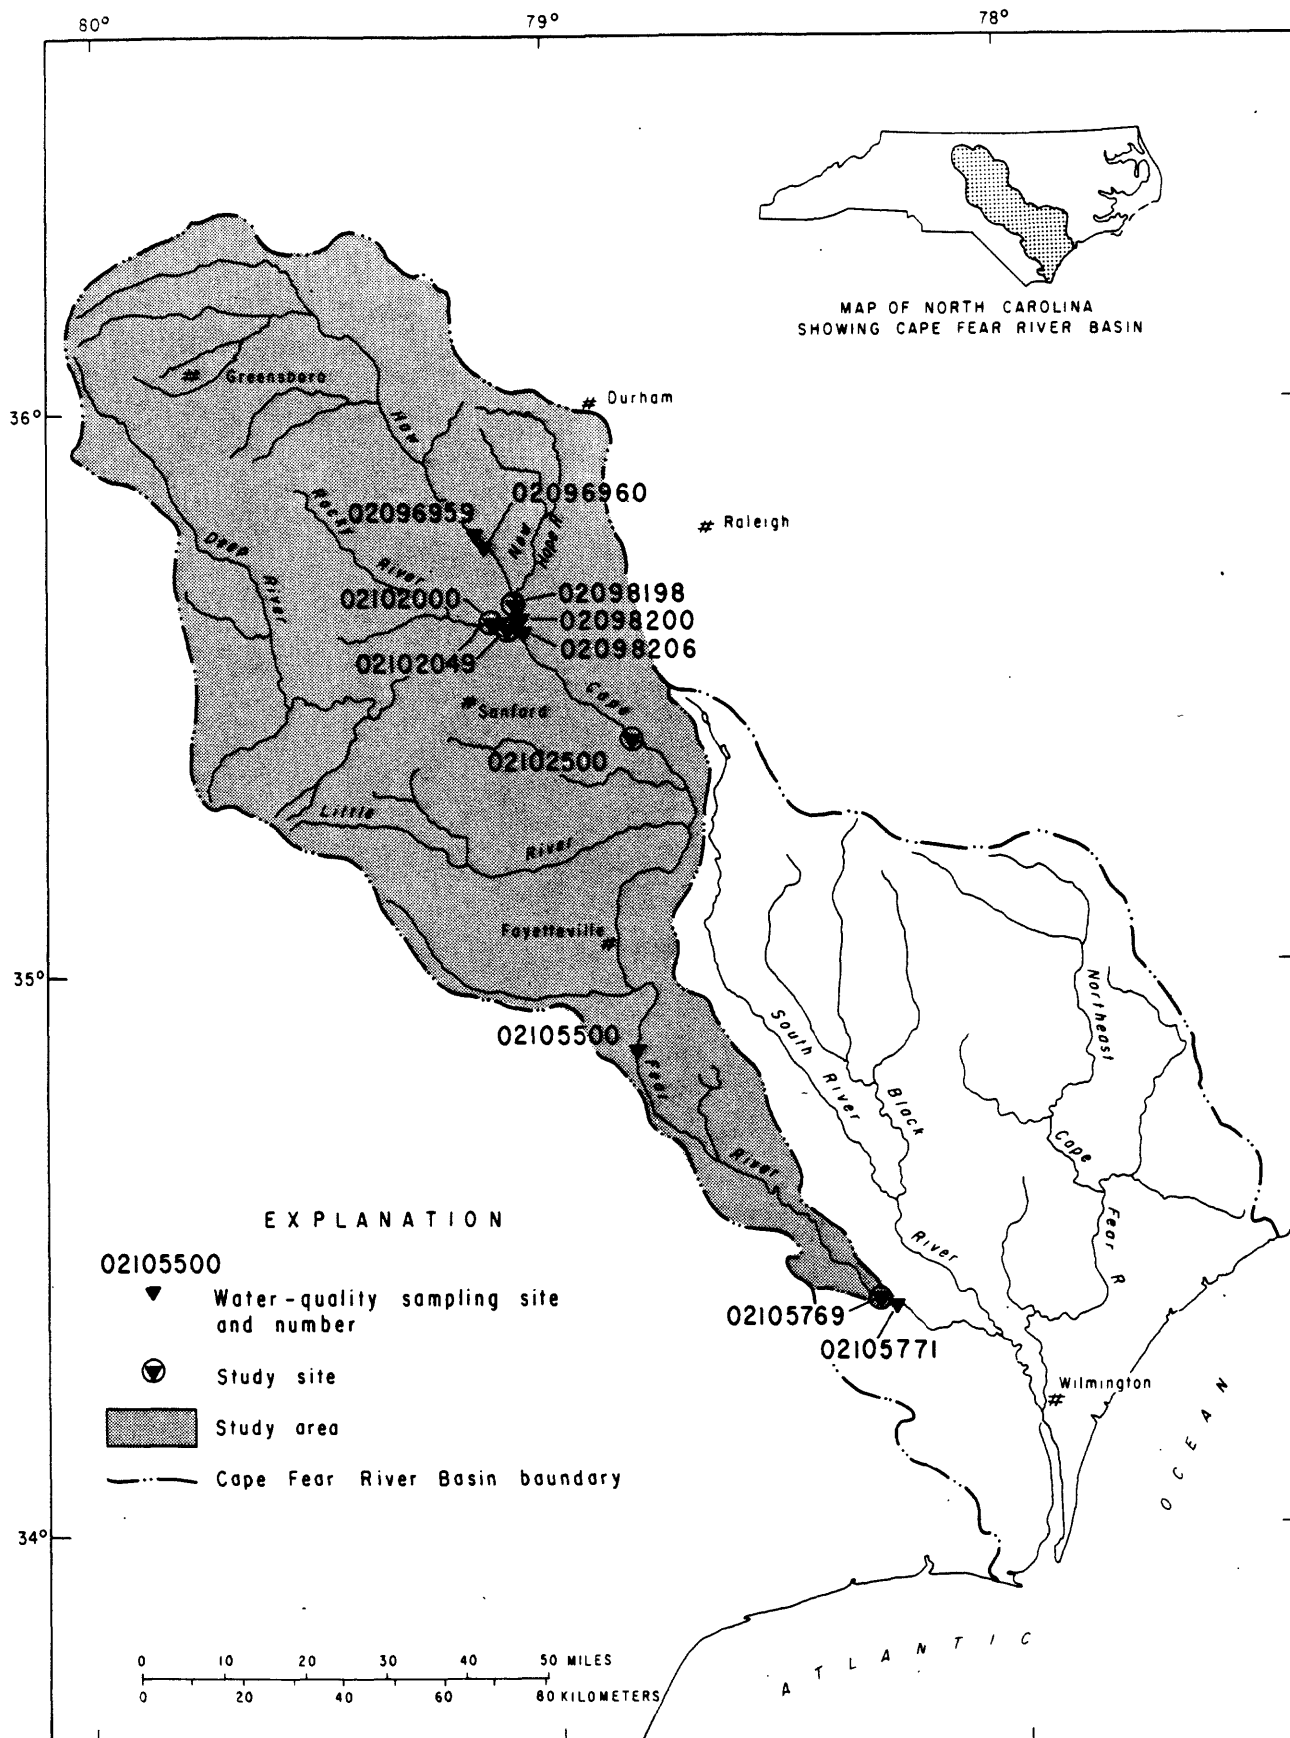 80°
79°
78°
MAP OF NORTH CAROLINA
SHOWING CAPE FEAR RIVER BASIN
Greensboro
Durham
36°
Haw
02096960
Rocky
02096959
Raleigh
New
Hope R
Deep
River
River
02098198
02102000
02098200
02098206
02102049
Cape
Sanford
02102500
Little
River
Fayetteville
35°
Northeast
South River
02105500
Fear
Black
Cape
River
EXPLANATION
Fear R
River
02105500
Water-quality sampling site
and number
02105769
02105771
Study site
Wilmington
Study area
OCEAN
Cape Fear River Basin boundary
34°
ATLANTIC
0 10 20 30 40 50 MILES
0 20 40 60 80 KILOMETERS